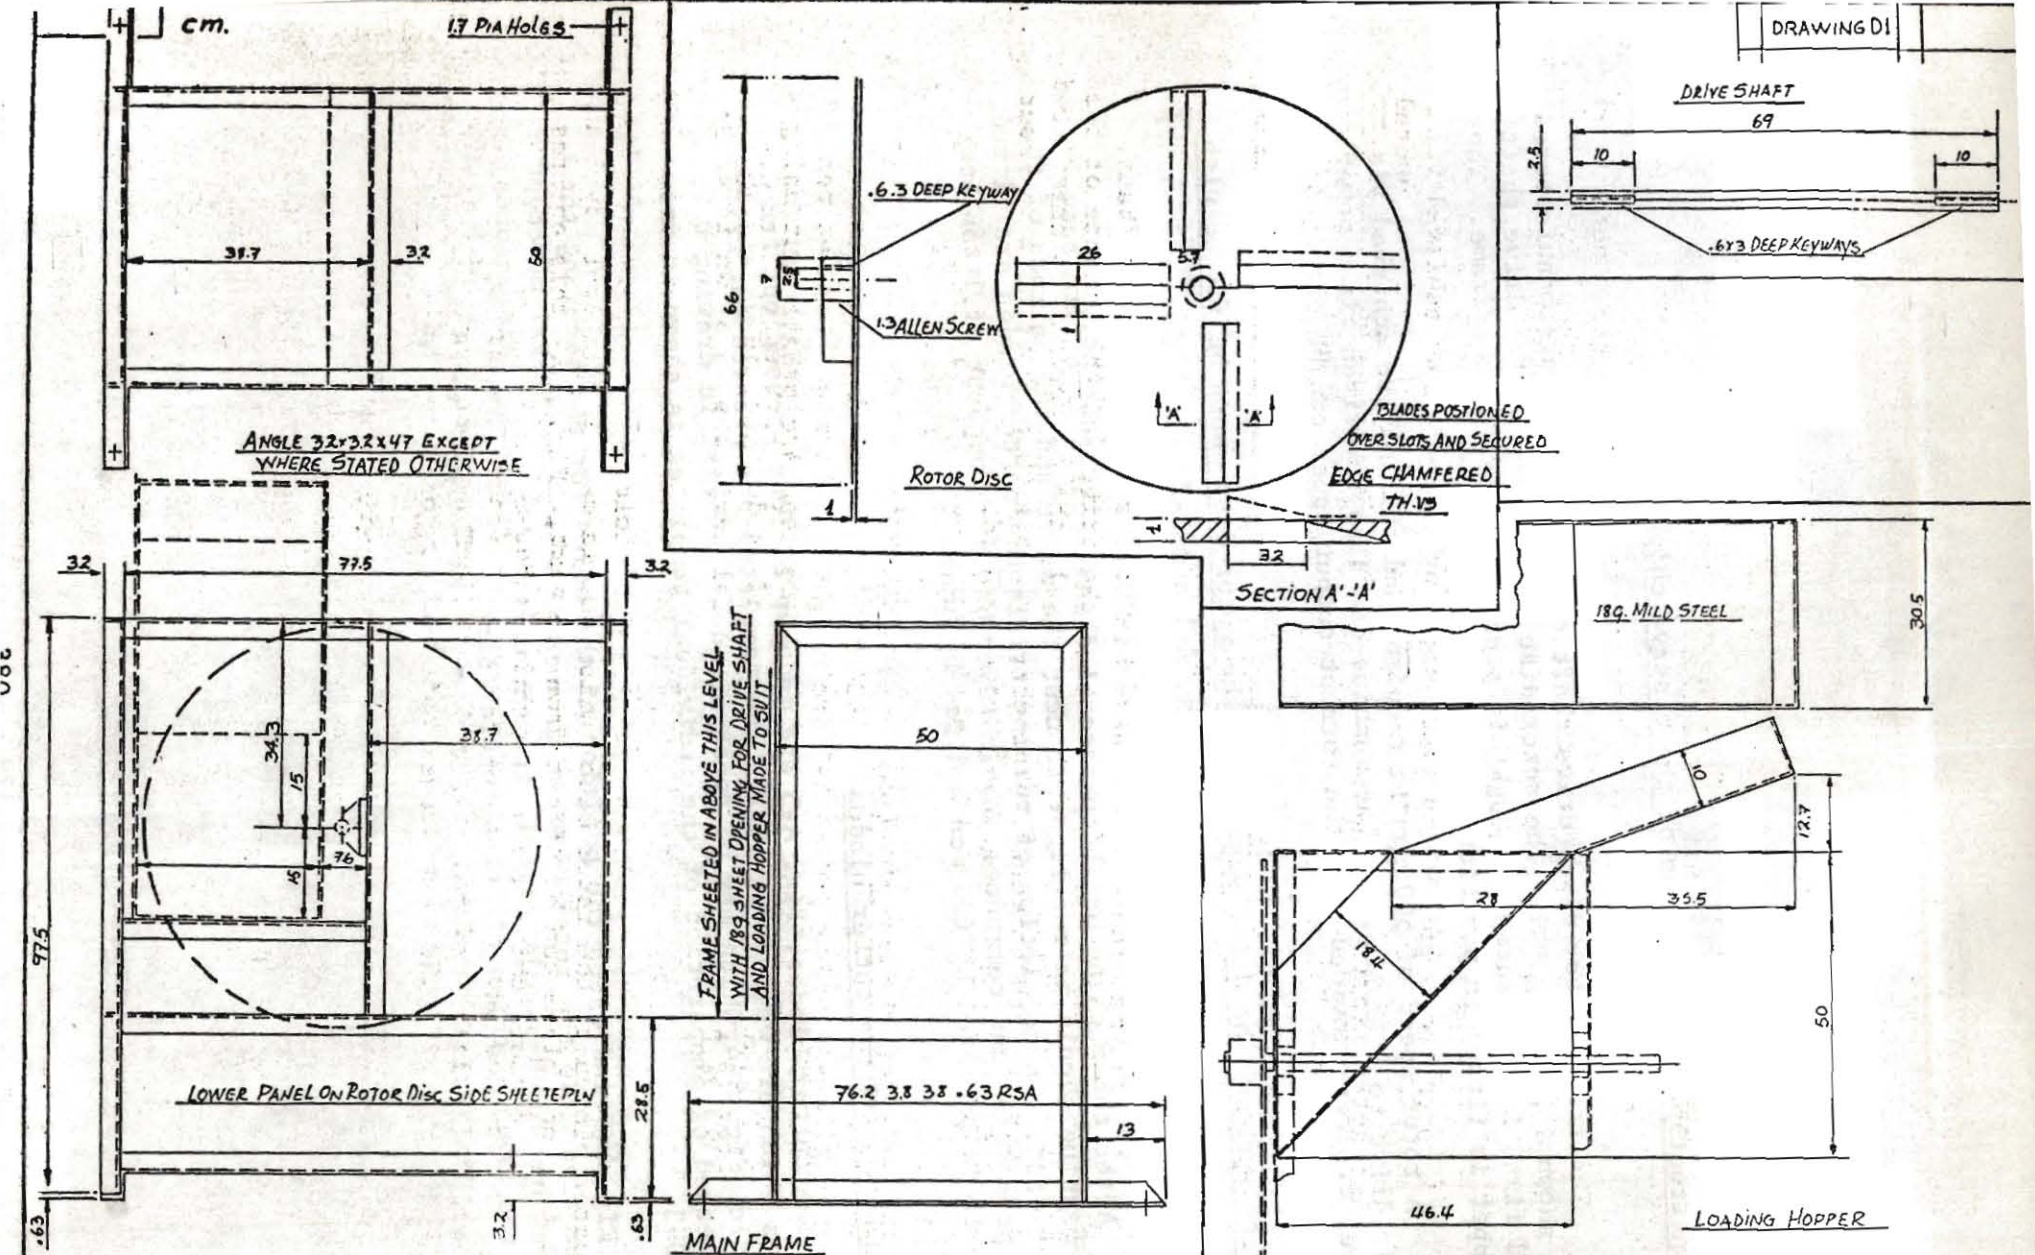 cm.
1.7 DIA HOLES
38.7
3.2
50
ANGLE 3.2x3.2x47 EXCEPT
WHERE STATED OTHERWISE
3.2
77.5
3.2
34.3
15
38.7
7.6
15
97.5
LOWER PANEL ON ROTOR DISC SIDE SHEETED IN
28.5
.63
3.2
.63
280
.6.3 DEEP KEYWAY
66
7
2.5
1.3 ALLEN SCREW
1
26
5.7
1
'A'
'A'
ROTOR DISC
BLADES POSTIONED
OVER SLOTS AND SECURED
EDGE CHAMFERED
TH.US
1
3.2
SECTION A'-'A'
DRAWING D1
DRIVE SHAFT
69
2.5
10
10
.6x3 DEEP KEYWAYS
FRAME SHEETED IN ABOVE THIS LEVEL
WITH 18g SHEET OPENING FOR DRIVE SHAFT
AND LOADING HOPPER MADE TO SUIT
50
76.2 3.8 38 .63 RSA
13
MAIN FRAME
18g. MILD STEEL
30.5
10
12.7
28
35.5
18.4
50
46.4
LOADING HOPPER